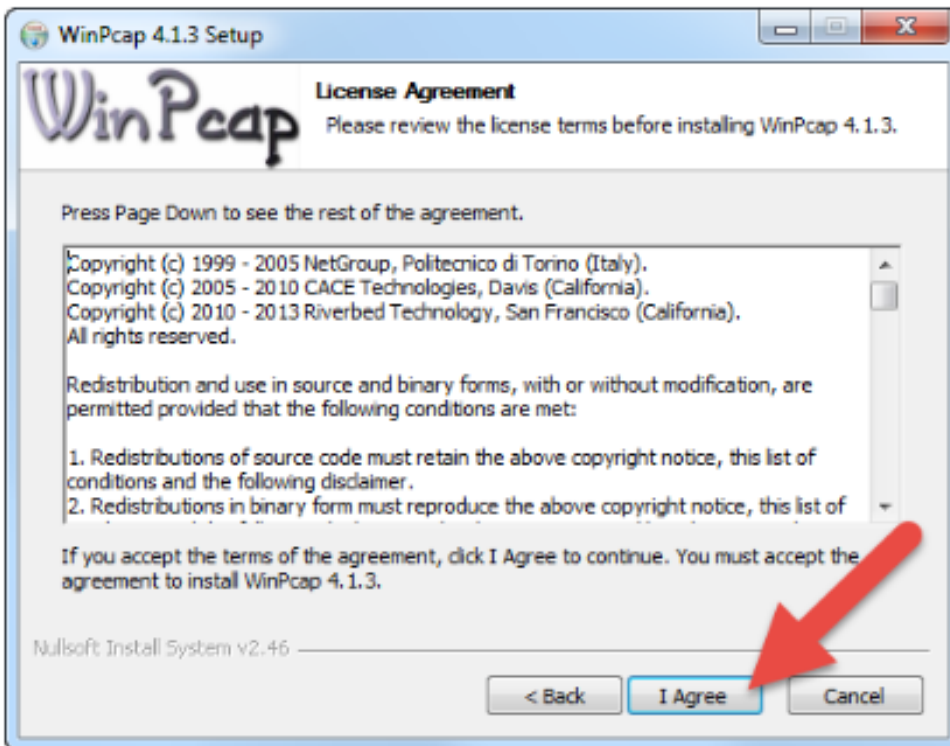 WinPcap 4.1.3 Setup
WinPcap
License Agreement
Please review the license terms before installing WinPcap 4.1.3.
Press Page Down to see the rest of the agreement.
Copyright (c) 1999 - 2005 NetGroup, Politecnico di Torino (Italy).
Copyright (c) 2005 - 2010 CACE Technologies, Davis (California).
Copyright (c) 2010 - 2013 Riverbed Technology, San Francisco (California).
All rights reserved.
Redistribution and use in source and binary forms, with or without modification, are
permitted provided that the following conditions are met:
1. Redistributions of source code must retain the above copyright notice, this list of
conditions and the following disclaimer.
2. Redistributions in binary form must reproduce the above copyright notice, this list of
If you accept the terms of the agreement, click I Agree to continue. You must accept the
agreement to install WinPcap 4.1.3.
Nullsoft Install System v2.46
< Back
I Agree
Cancel